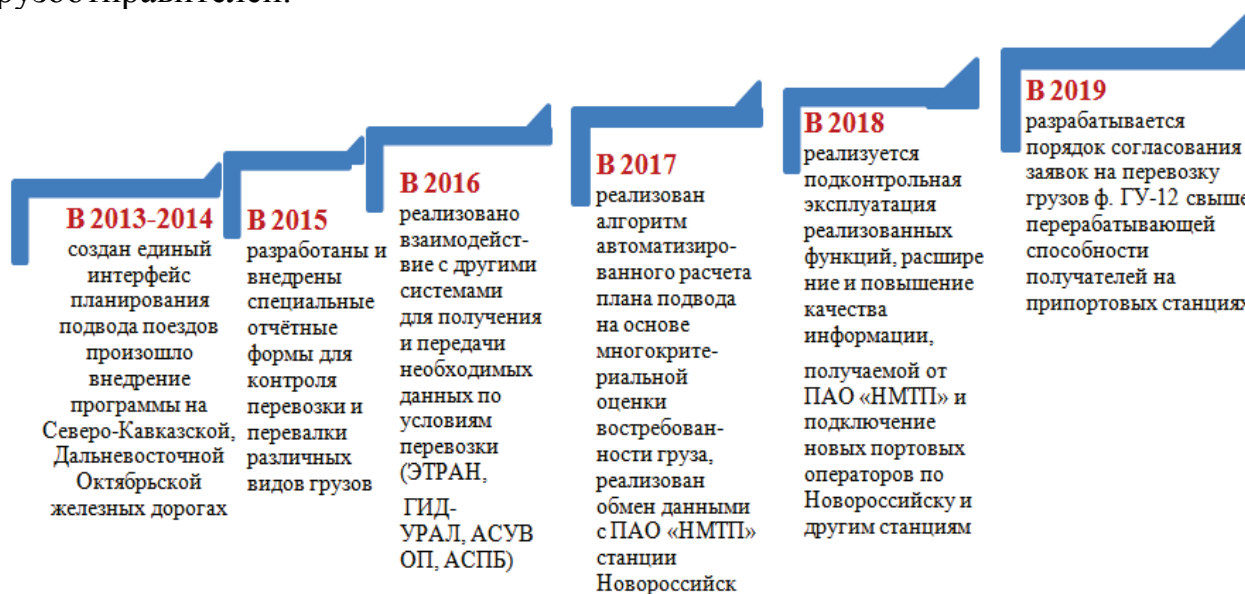 В 2013-2014
создан единый
интерфейс
планирования
подвода поездов
произошло
внедрение
программы на
Северо-Кавказской,
Дальневосточной
Октябрьской
железных дорогах
В 2015
разработаны и
внедрены
специальные
отчётные
формы для
контроля
перевозки и
перевалки
различных
видов грузов
В 2016
реализовано
взаимодейст-
вие с другими
системами
для получения
и передачи
необходимых
данных по
условиям
перевозки
(ЭТРАН,
ГИД-
УРАЛ, АСУВ
ОП, АСПБ)
В 2017
реализован
алгоритм
автоматизиро-
ванного расчета
плана подвода
на основе
многокрите-
риальной
оценки
востребован-
ности груза,
реализован
обмен данными
с ПАО «НМТП»
станции
Новороссийск
В 2018
реализуется
подконтрольная
эксплуатация
реализованных
функций, расшире
ние и повышение
качества
информации,
получаемой от
ПАО «НМТП» и
подключение
новых портовых
операторов по
Новороссийску и
другим станциям
В 2019
разрабатывается
порядок согласования
заявок на перевозку
грузов ф. ГУ-12 свыше
перерабатывающей
способности
получателей на
припортовых станциях